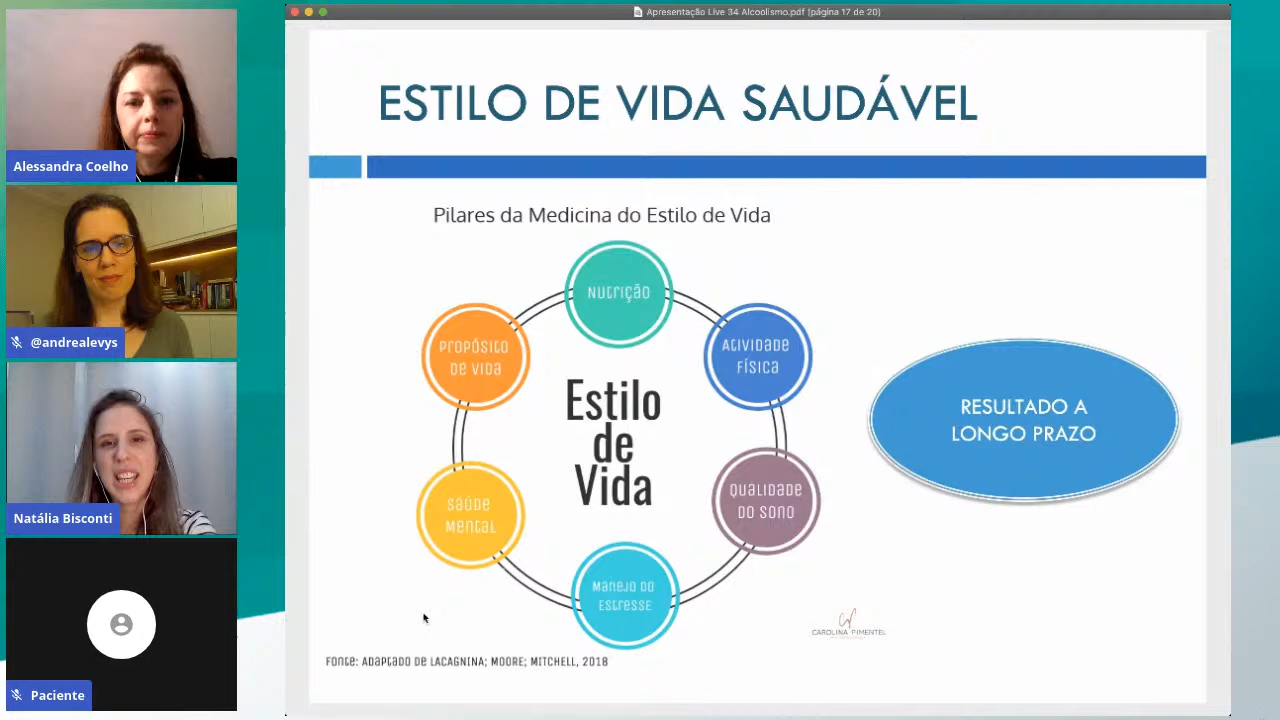 Apresentação Live 34 Alcoolismo.pdf (página 17 de 20)
ESTILO DE VIDA SAUDÁVEL
Pilares da Medicina do Estilo de Vida
Nutrição
Propósito
de Vida
Atividade
Física
Estilo
de
Vida
RESULTADO A
LONGO PRAZO
Saúde
Mental
Qualidade
do Sono
Manejo do
Estresse
CAROLINA PIMENTEL
Fonte: Adaptado de LACAGNINA; MOORE; MITCHELL, 2018
Alessandra Coelho
@andrealevys
Natália Bisconti
Paciente